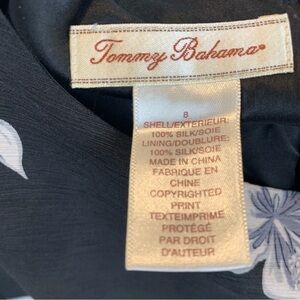 Tommy Bahama
8
SHELL/EXTERIEUR:
100% SILK/SOIE
LINING/DOUBLURE:
100% SILK/SOIE
MADE IN CHINA
FABRIQUE EN
CHINE
COPYRIGHTED
PRINT
TEXTEIMPRIME
PROTÉGÉ
PAR DROIT
D'AUTEUR